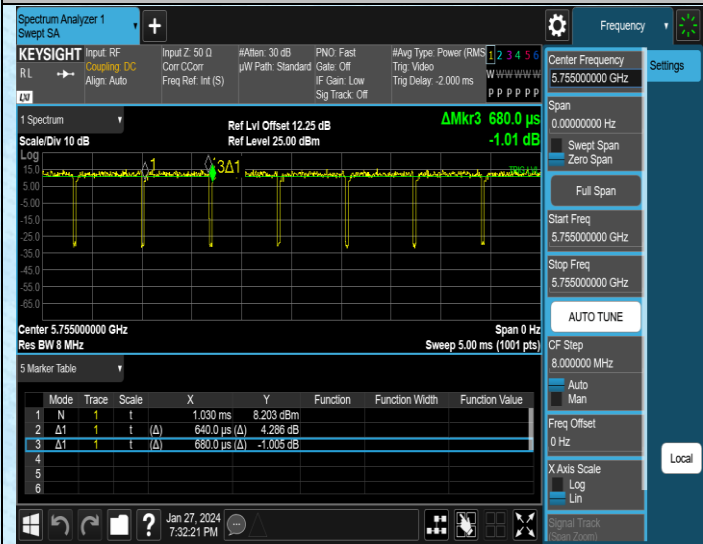 Spectrum Analyzer 1
Swept SA
Frequency
KEYSIGHT
RL
LXI
Input: RF
Coupling: DC
Align: Auto
Input Z: 50 Ω
Corr CCorr
Freq Ref: Int (S)
#Atten: 30 dB
µW Path: Standard
PNO: Fast
Gate: Off
IF Gain: Low
Sig Track: Off
#Avg Type: Power (RMS
Trig: Video
Trig Delay: -2.000 ms
1 2 3 4 5 6
W W W W W W
P P P P P P
1 Spectrum
Scale/Div 10 dB
Log
Ref Lvl Offset 12.25 dB
Ref Level 25.00 dBm
ΔMkr3 680.0 µs
-1.01 dB
15.0
5.00
-5.00
-15.0
-25.0
-35.0
-45.0
-55.0
-65.0
1
3Δ1
Center 5.755000000 GHz
Res BW 8 MHz
Span 0 Hz
Sweep 5.00 ms (1001 pts)
5 Marker Table
Mode Trace Scale X Y Function Function Width Function Value
1 N 1 t 1.030 ms 8.203 dBm
2 Δ1 1 t (Δ) 640.0 µs (Δ) 4.286 dB
3 Δ1 1 t (Δ) 680.0 µs (Δ) -1.005 dB
4
5
6
Jan 27, 2024
7:32:21 PM
Center Frequency
5.755000000 GHz
Span
0.00000000 Hz
Swept Span
Zero Span
Full Span
Start Freq
5.755000000 GHz
Stop Freq
5.755000000 GHz
AUTO TUNE
CF Step
8.000000 MHz
Auto
Man
Freq Offset
0 Hz
X Axis Scale
Log
Lin
Signal Track
(Span Zoom)
Settings
Local